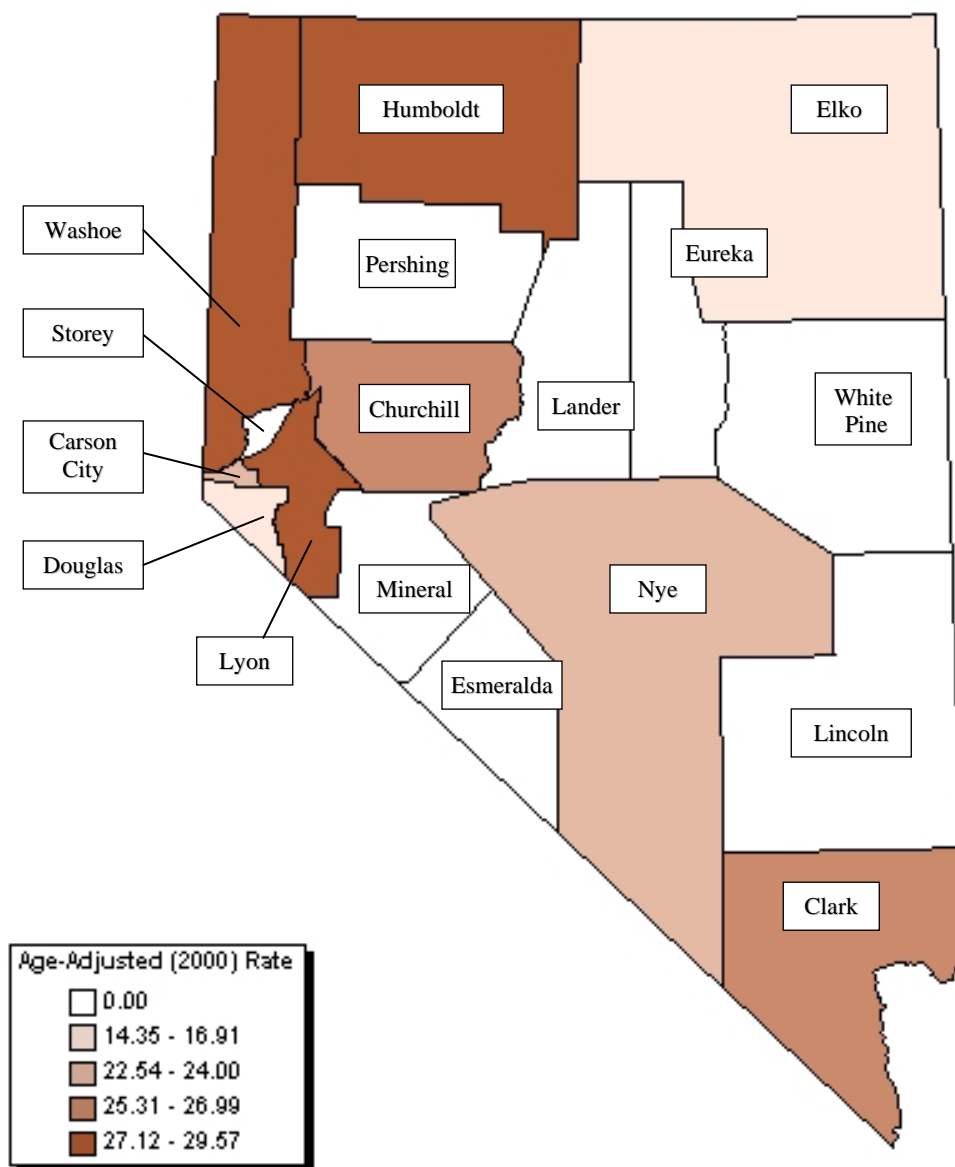 Humboldt
Elko
Washoe
Eureka
Pershing
Storey
Churchill
Lander
White
Pine
Carson
City
Douglas
Mineral
Nye
Lyon
Esmeralda
Lincoln
Clark
Age-Adjusted (2000) Rate
0.00
14.35 - 16.91
22.54 - 24.00
25.31 - 26.99
27.12 - 29.57